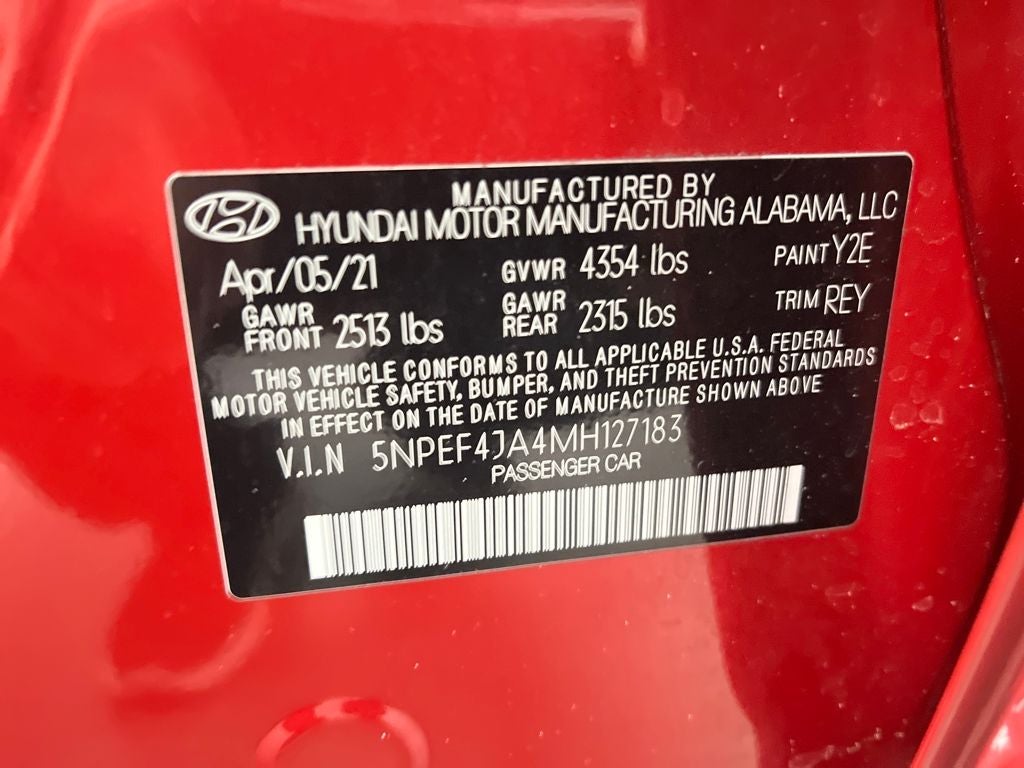 MANUFACTURED BY
HYUNDAI MOTOR MANUFACTURING ALABAMA, LLC
Apr/05/21 GVWR 4354 lbs PAINT Y2E
GAWR FRONT 2513 lbs GAWR REAR 2315 lbs TRIM REY
THIS VEHICLE CONFORMS TO ALL APPLICABLE U.S.A. FEDERAL
MOTOR VEHICLE SAFETY, BUMPER, AND THEFT PREVENTION STANDARDS
IN EFFECT ON THE DATE OF MANUFACTURE SHOWN ABOVE
V.I.N 5NPEF4JA4MH127183
PASSENGER CAR